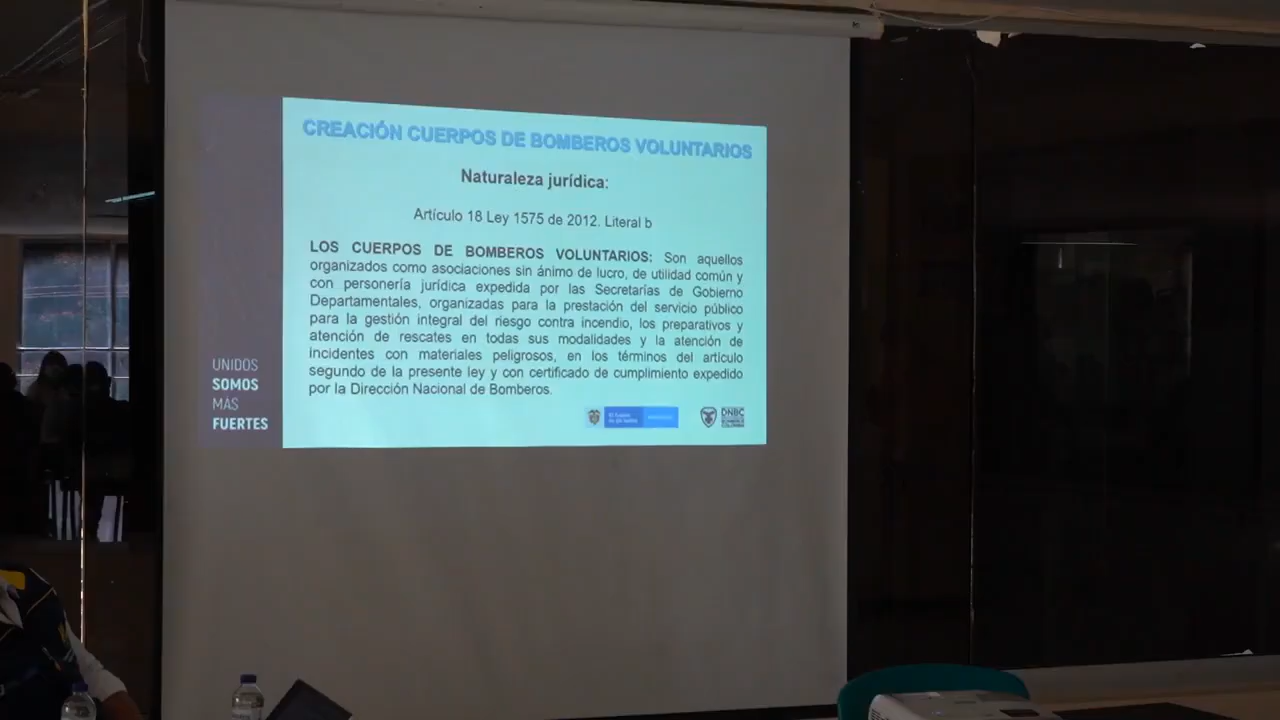 CREACIÓN CUERPOS DE BOMBEROS VOLUNTARIOS
Naturaleza jurídica:
Artículo 18 Ley 1575 de 2012. Literal b
LOS CUERPOS DE BOMBEROS VOLUNTARIOS: Son aquellos
organizados como asociaciones sin ánimo de lucro, de utilidad común y
con personería jurídica expedida por las Secretarías de Gobierno
Departamentales, organizadas para la prestación del servicio público
para la gestión integral del riesgo contra incendio, los preparativos y
atención de rescates en todas sus modalidades y la atención de
incidentes con materiales peligrosos, en los términos del artículo
segundo de la presente ley y con certificado de cumplimiento expedido
por la Dirección Nacional de Bomberos.
UNIDOS
SOMOS
MÁS
FUERTES
DNBC